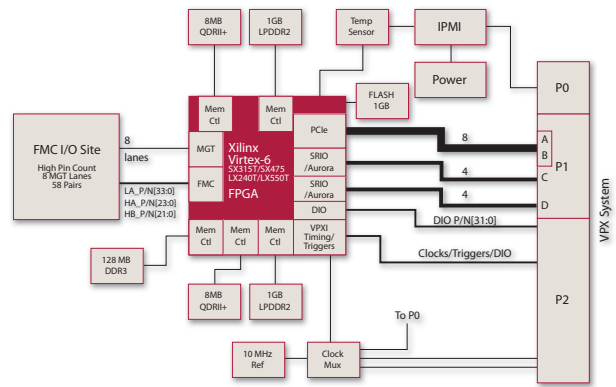 8MB
QDRII+
1GB
LPDDR2
Temp
Sensor
IPMI
Power
FLASH
1GB
P0
Mem
Ctl
Mem
Ctl
PCIe
FMC I/O Site
High Pin Count
8 MGT Lanes
58 Pairs
8
lanes
MGT
FMC
LA_P/N[33:0]
HA_P/N[23:0]
HB_P/N[21:0]
Xilinx
Virtex-6
SX315T/SX475
LX240T/LX550T
FPGA
SRIO
/Aurora
SRIO
/Aurora
DIO
VPXI
Timing/
Triggers
8
4
4
A
B
C
D
P1
DIO P/N[31:0]
Clocks/Triggers/DIO
P2
VPX System
Mem
Ctl
Mem
Ctl
Mem
Ctl
128 MB
DDR3
8MB
QDRII+
1GB
LPDDR2
To P0
10 MHz
Ref
Clock
Mux